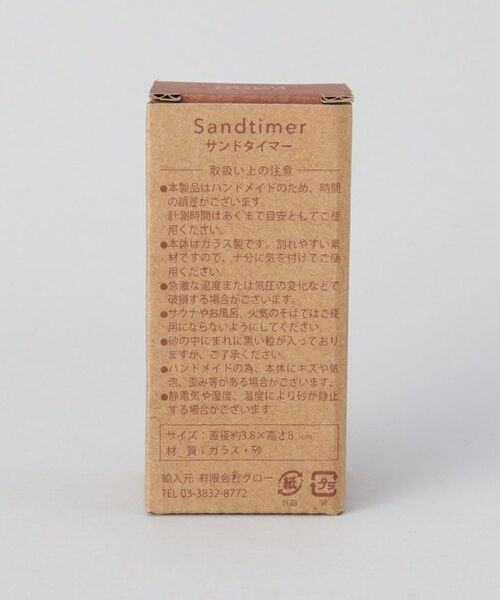 Sandtimer
サンドタイマー
取扱い上の注意
●本製品はハンドメイドのため、時間
の誤差がございます。
計測時間はあくまで目安としてご使
用ください。
●本体はガラス製です。割れやすい素
材ですので、十分に気を付けてご使
用ください。
●急激な温度または気圧の変化などで
破損する場合がございます。
●サウナやお風呂、火気のそばではご使
用にならないようにしてください。
●砂の中にまれに黒い粒が入っており
ますが、ご了承ください。
●ハンドメイドの為、本体にキズや気
泡、歪み等がある場合がございます。
●静電気や湿度、温度により砂が静止
する場合がございます
サイズ：直径約3.8×高さ8（cm）
材 質：ガラス・砂
輸入元 有限会社グロー
TEL 03-3832-8772
紙 プラ
外箱 袋